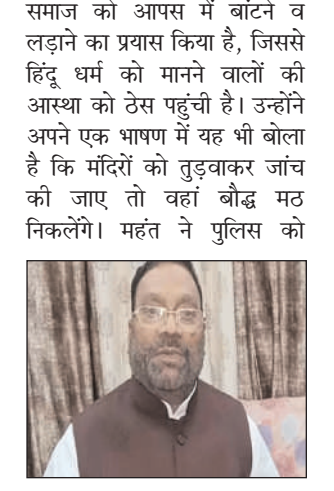 समाज को आपस में बांटने व
लड़ाने का प्रयास किया है, जिससे
हिंदू धर्म को मानने वालों की
आस्था को ठेस पहुंची है। उन्होंने
अपने एक भाषण में यह भी बोला
है कि मंदिरों को तुड़वाकर जांच
की जाए तो वहां बौद्ध मठ
निकलेंगे। महंत ने पुलिस को